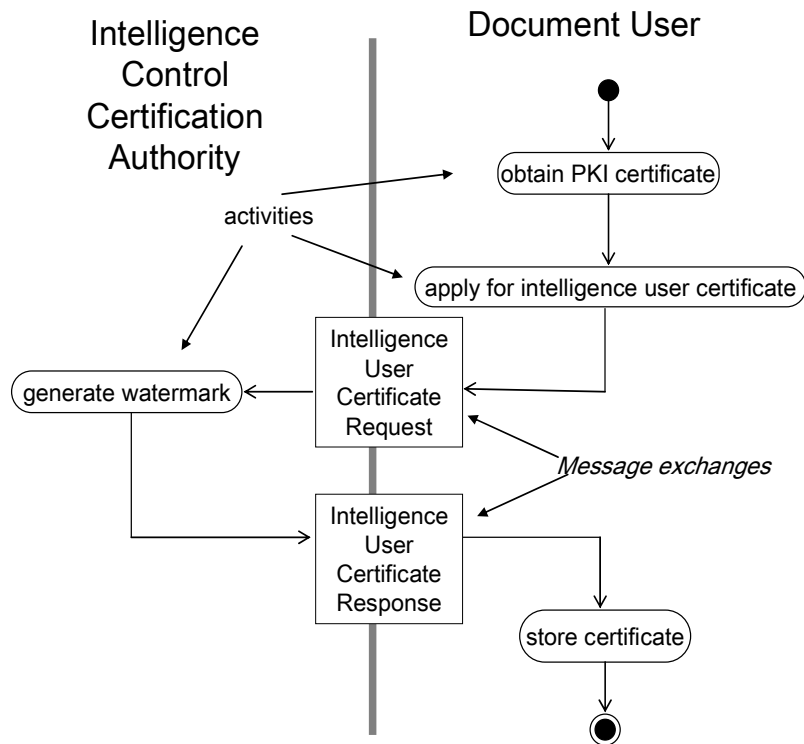 Intelligence
Control
Certification
Authority
Document User
obtain PKI certificate
activities
apply for intelligence user certificate
Intelligence
User
Certificate
Request
generate watermark
Message exchanges
Intelligence
User
Certificate
Response
store certificate